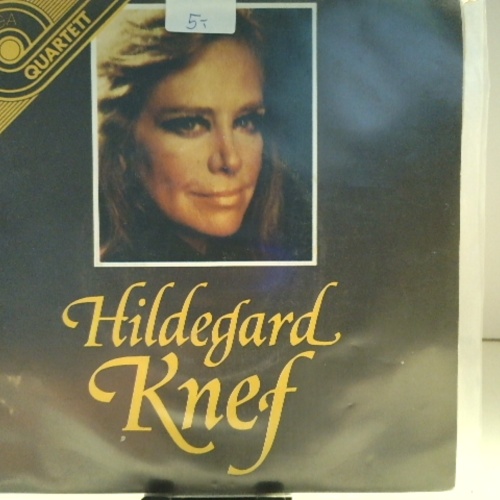 5,-
QUARTETT
Hildegard
Knef